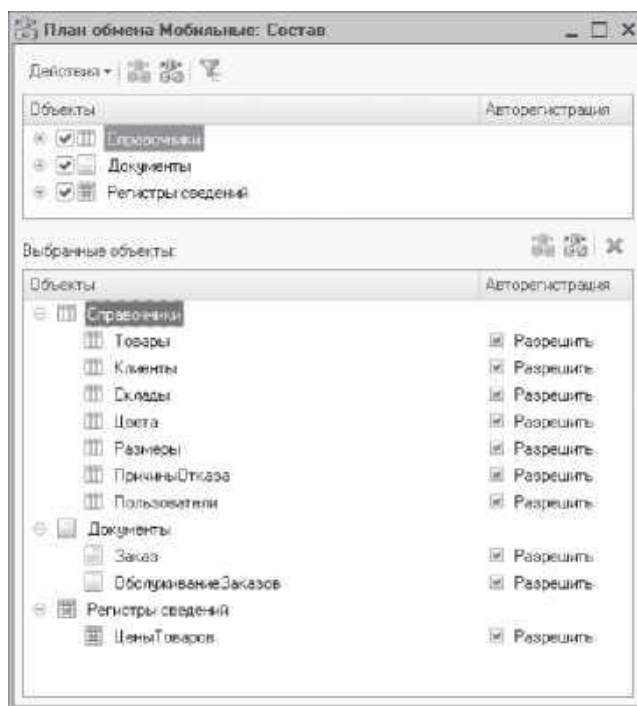 План обмена Мобильные: Состав
Действия
Объекты Авторегистрация
Справочники
Документы
Регистры сведений
Выбранные объекты:
Объекты Авторегистрация
Справочники
Товары Разрешить
Клиенты Разрешить
Склады Разрешить
Цвета Разрешить
Размеры Разрешить
ПричиныОтказа Разрешить
Пользователи Разрешить
Документы
Заказ Разрешить
ОбслуживаниеЗаказов Разрешить
Регистры сведений
ЦеныТоваров Разрешить